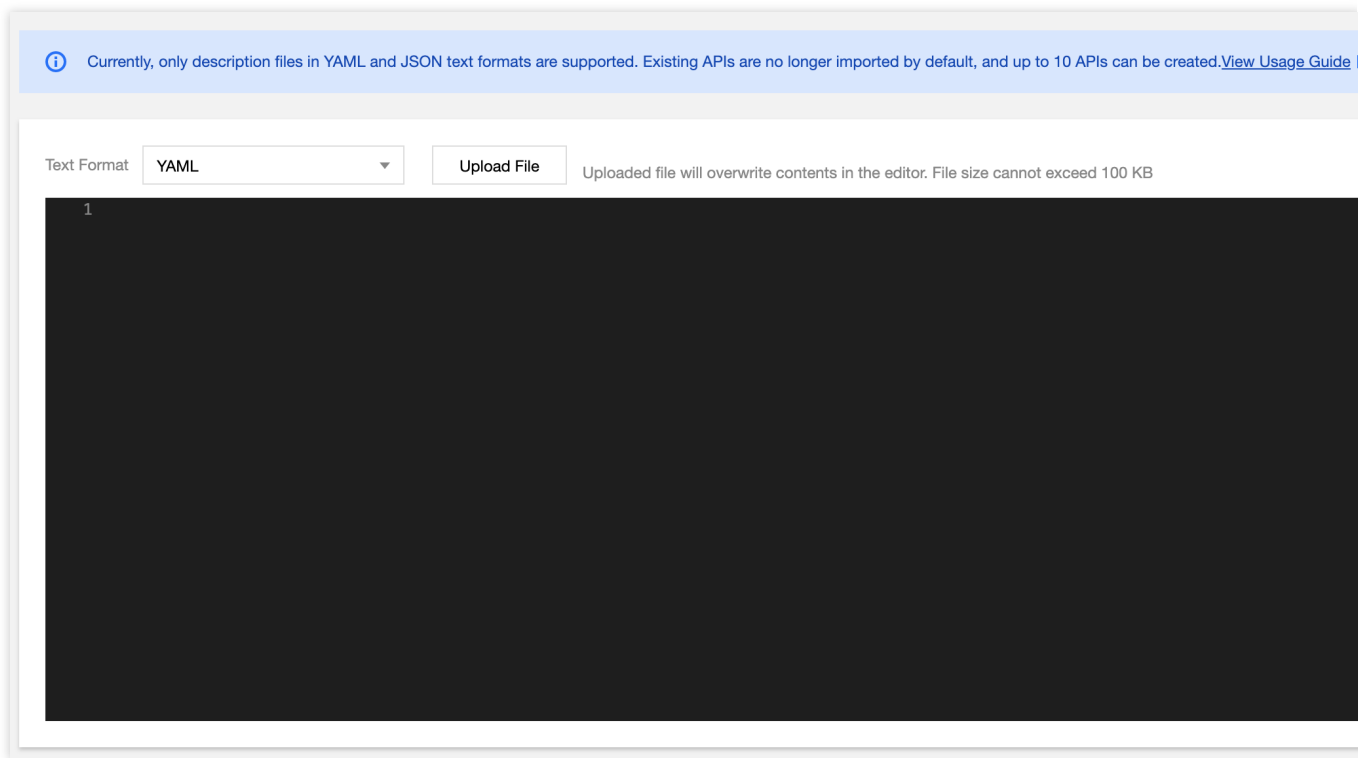 Currently, only description files in YAML and JSON text formats are supported. Existing APIs are no longer imported by default, and up to 10 APIs can be created.View Usage Guide
Text Format YAML Upload File Uploaded file will overwrite contents in the editor. File size cannot exceed 100 KB
1